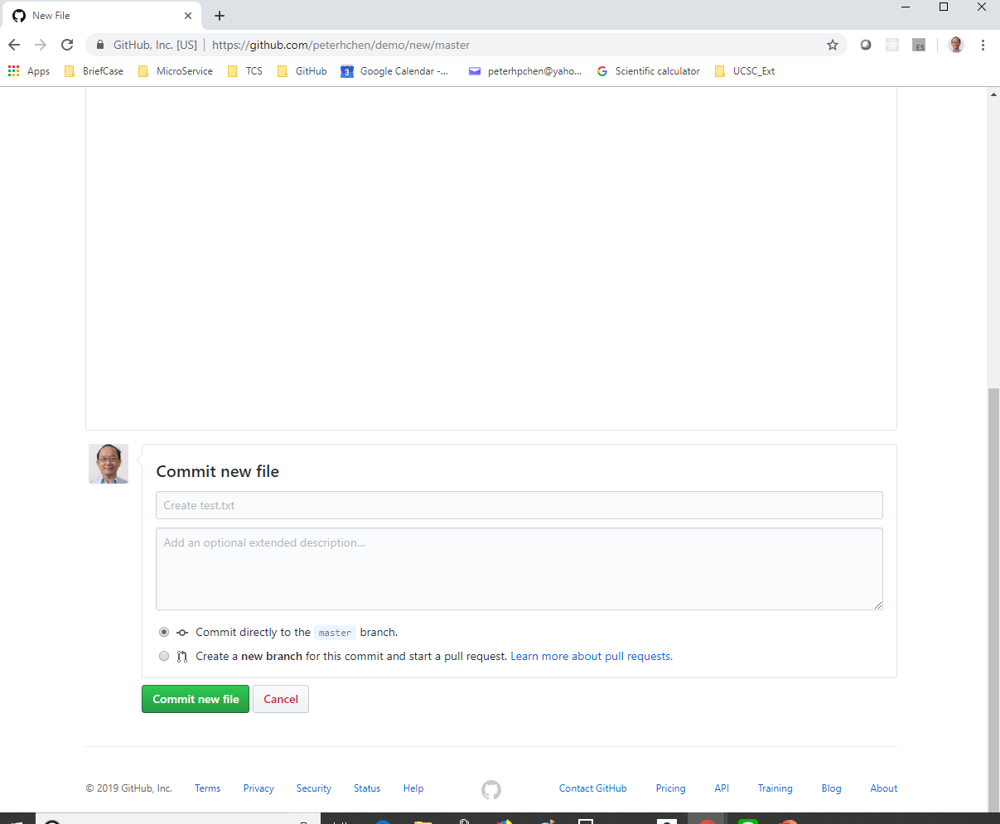 New File
GitHub, Inc. [US] https://github.com/peterhchen/demo/new/master
ES
Apps BriefCase MicroService TCS GitHub 3 Google Calendar -... peterhpchen@yaho... Scientific calculator UCSC_Ext
Commit new file
Create test.txt
Add an optional extended description...
Commit directly to the master branch.
Create a new branch for this commit and start a pull request. Learn more about pull requests.
Commit new file Cancel
© 2019 GitHub, Inc. Terms Privacy Security Status Help Contact GitHub Pricing API Training Blog About